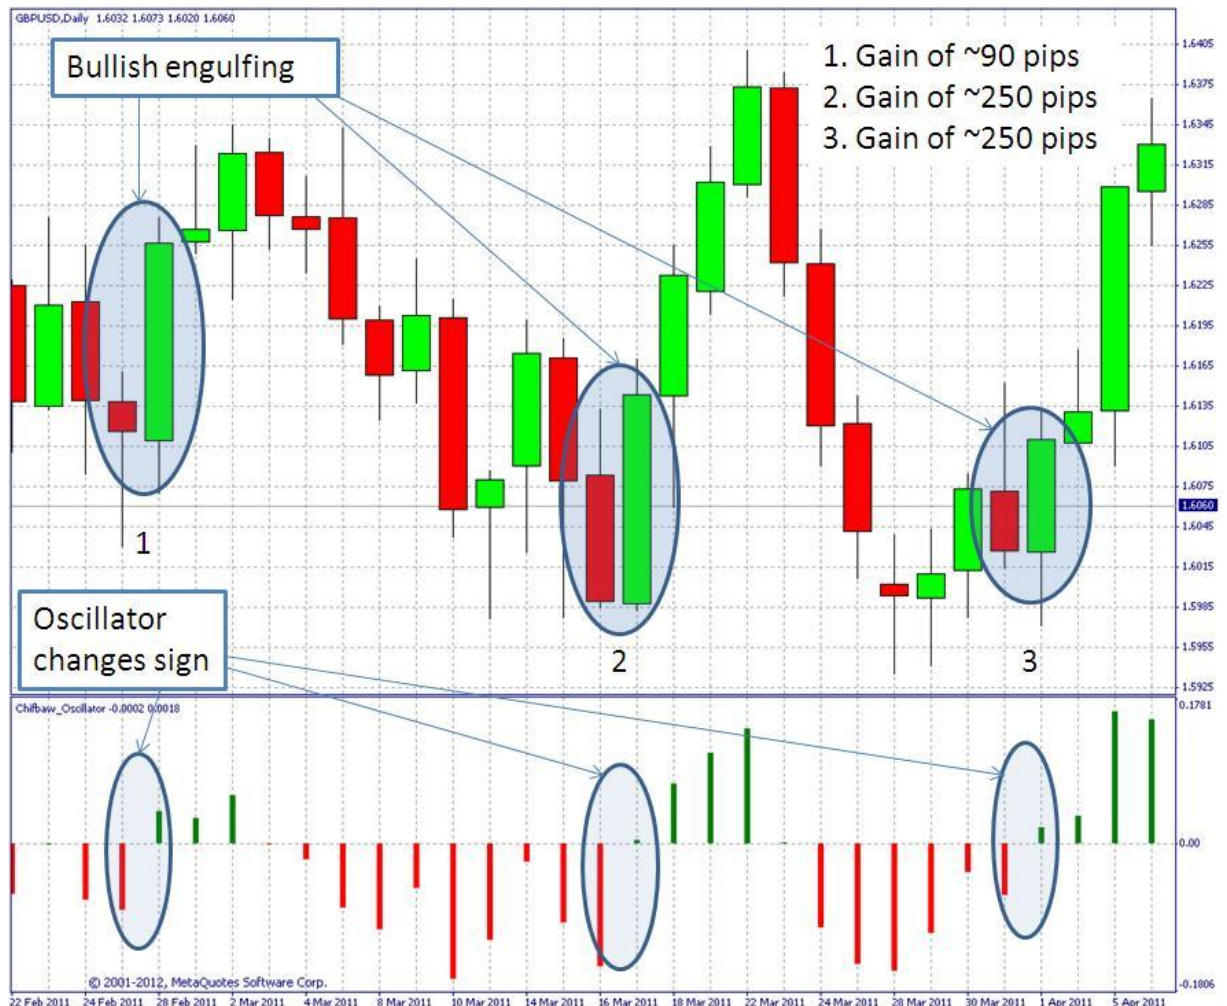 GBPUSD,Daily 1.6032 1.6073 1.6020 1.6060
Bullish engulfing
1. Gain of ~90 pips
2. Gain of ~250 pips
3. Gain of ~250 pips
1.6405
1.6375
1.6345
1.6315
1.6285
1.6255
1.6225
1.6195
1.6165
1.6135
1.6105
1.6075
1.6060
1.6045
1.6015
1.5985
1.5955
1.5925
1
2
3
Oscillator
changes sign
Chifbaw_Oscillator -0.0002 0.0018
0.1781
0.00
-0.1806
© 2001-2012, MetaQuotes Software Corp.
22 Feb 2011 24 Feb 2011 28 Feb 2011 2 Mar 2011 4 Mar 2011 8 Mar 2011 10 Mar 2011 14 Mar 2011 16 Mar 2011 18 Mar 2011 22 Mar 2011 24 Mar 2011 28 Mar 2011 30 Mar 2011 1 Apr 2011 5 Apr 2011